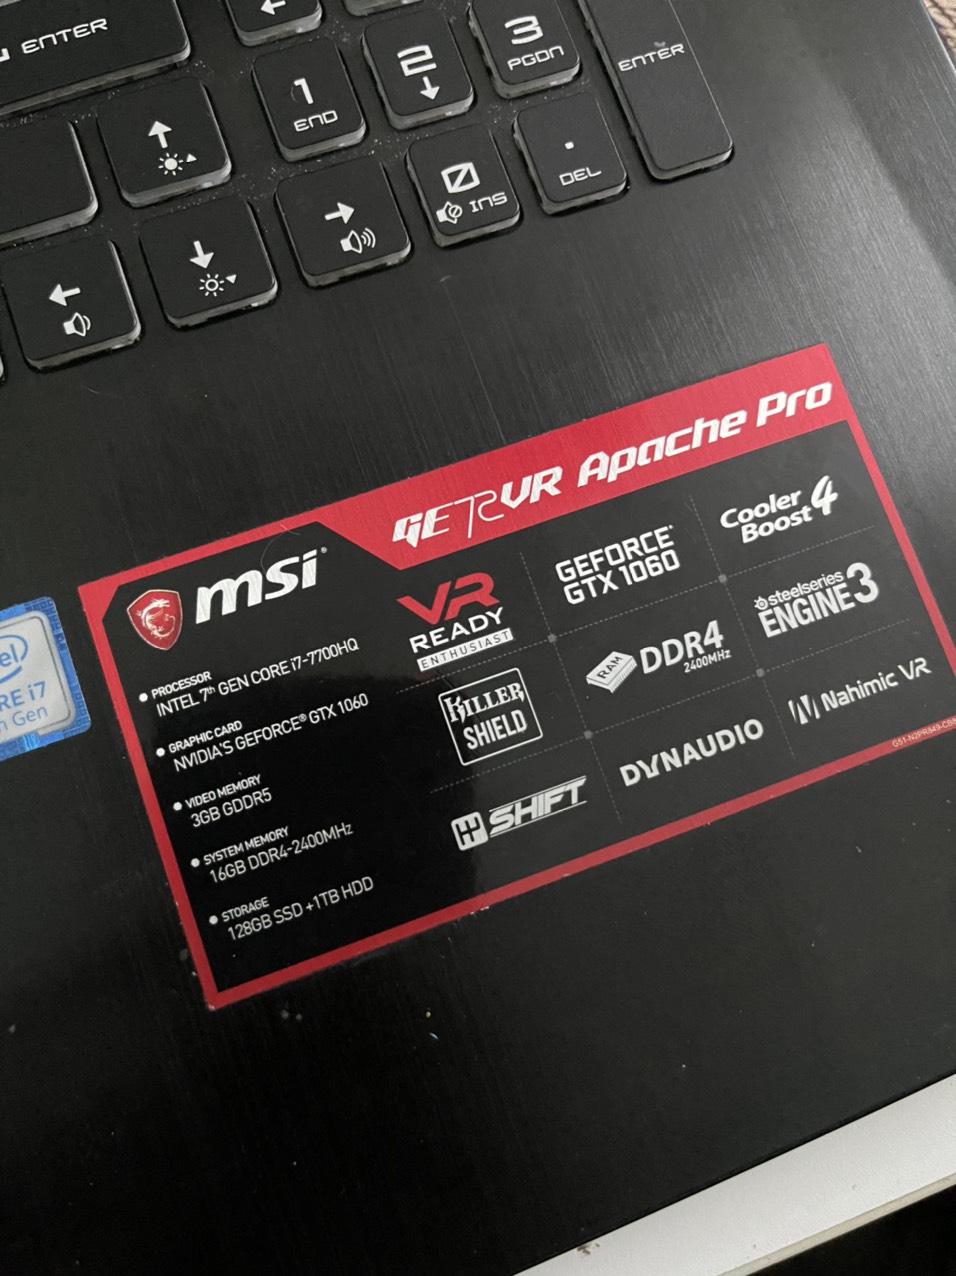 ENTER
1
END
2
3
PGDN
ENTER
0
INS
.
DEL
GE72VR Apache Pro
msi
PROCESSOR
INTEL 7th GEN CORE i7-7700HQ
GRAPHIC CARD
NVIDIA'S GEFORCE® GTX 1060
VIDEO MEMORY
3GB GDDR5
SYSTEM MEMORY
16GB DDR4-2400MHz
STORAGE
128GB SSD +1TB HDD
VR
READY
ENTHUSIAST
GEFORCE®
GTX 1060
Cooler
Boost 4
KILLER
SHIELD
RAM
DDR4
2400MHz
steelseries
ENGINE 3
SHIFT
DYNAUDIO
Nahimic VR
i7
Gen